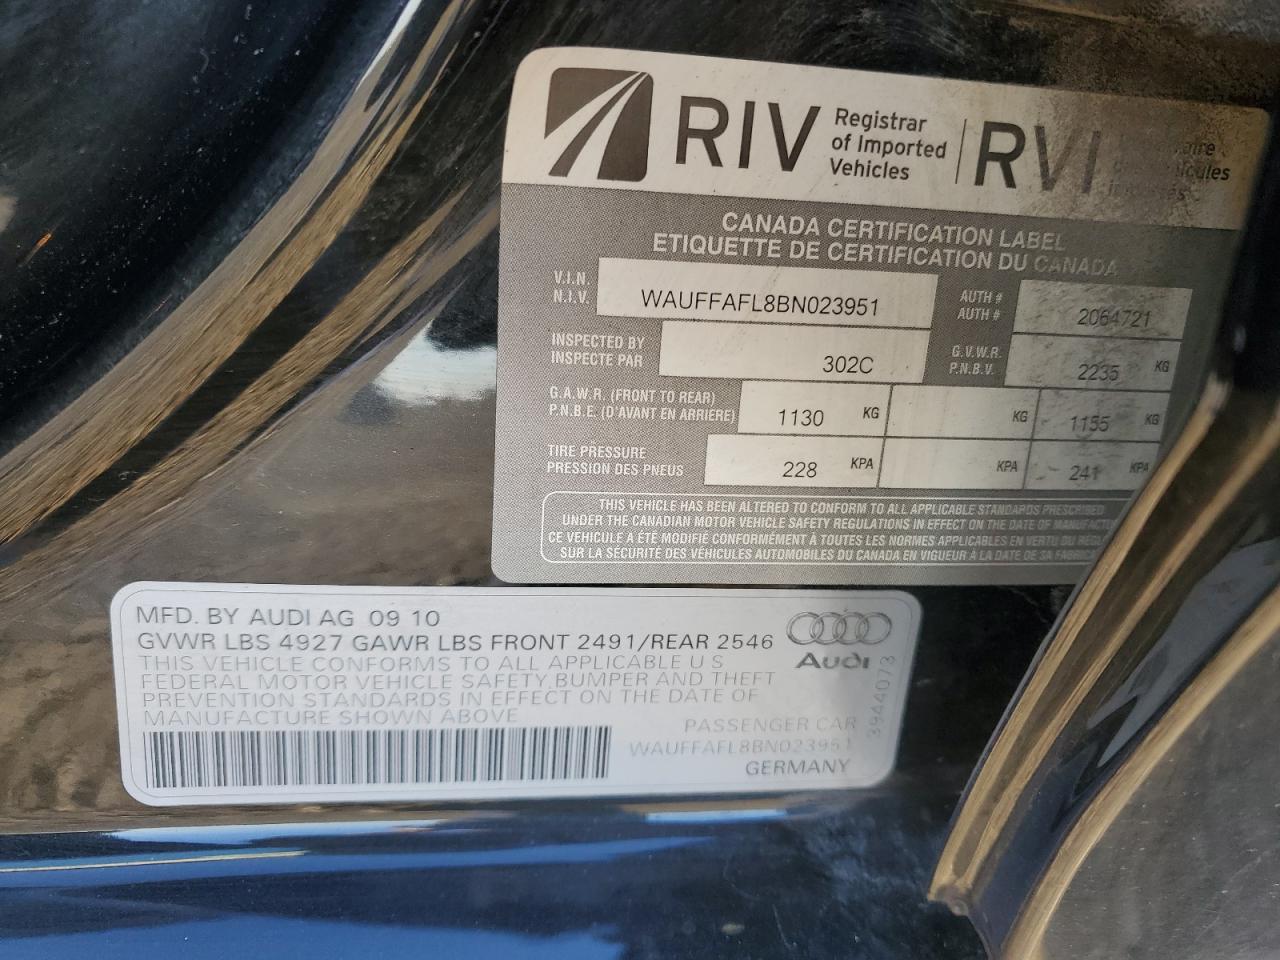 RIV Registrar of Imported Vehicles RVI
CANADA CERTIFICATION LABEL
ETIQUETTE DE CERTIFICATION DU CANADA
V.I.N.
N.I.V.
WAUFFAFL8BN023951
AUTH #
AUTH #
2064721
INSPECTED BY
INSPECTE PAR
302C
G.V.W.R.
P.N.B.V.
2235 KG
G.A.W.R. (FRONT TO REAR)
P.N.B.E. (D'AVANT EN ARRIÈRE)
1130 KG KG 1155 KG
TIRE PRESSURE
PRESSION DES PNEUS
228 KPA KPA 241 KPA
THIS VEHICLE HAS BEEN ALTERED TO CONFORM TO ALL APPLICABLE STANDARDS PRESCRIBED
UNDER THE CANADIAN MOTOR VEHICLE SAFETY REGULATIONS IN EFFECT ON THE DATE OF
CE VÉHICULE A ÉTÉ MODIFIÉ CONFORMÉMENT À TOUTES LES NORMES APPLICABLES EN VERTU DU
SUR LA SÉCURITÉ DES VÉHICULES AUTOMOBILES DU CANADA EN VIGUEUR À LA DATE DE SA
MFD. BY AUDI AG 09 10
GVWR LBS 4927 GAWR LBS FRONT 2491/REAR 2546
THIS VEHICLE CONFORMS TO ALL APPLICABLE U S
FEDERAL MOTOR VEHICLE SAFETY, BUMPER AND THEFT
PREVENTION STANDARDS IN EFFECT ON THE DATE OF
MANUFACTURE SHOWN ABOVE
Audi
3944073
PASSENGER CAR
WAUFFAFL8BN023951
GERMANY